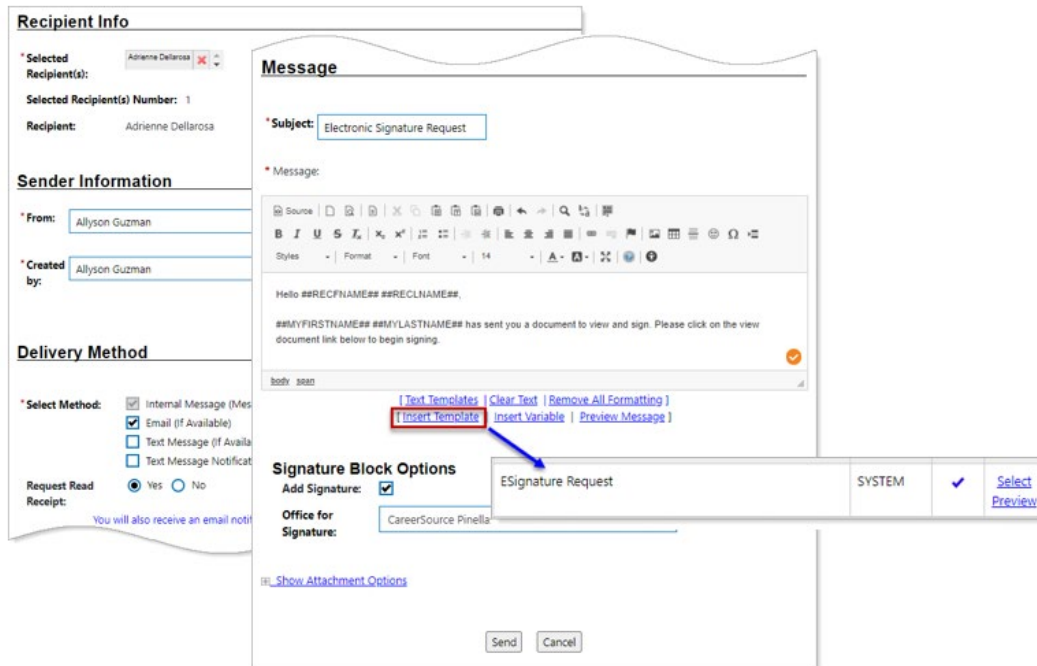 Recipient Info
*Selected Recipient(s):
Adrienne Dellarosa
Selected Recipient(s) Number: 1
Recipient: Adrienne Dellarosa
Sender Information
*From: Allyson Guzman
*Created by: Allyson Guzman
Delivery Method
*Select Method:
Internal Message (Mes
Email (If Available)
Text Message (If Availa
Text Message Notificat
Request Read Receipt: Yes No
You will also receive an email notif
Message
*Subject: Electronic Signature Request
* Message:
Source
B I U S Ix x₂ x² Ω
Styles Format Font 14 A A
Hello ##RECFNAME## ##RECLNAME##,
##MYFIRSTNAME## ##MYLASTNAME## has sent you a document to view and sign. Please click on the view
document link below to begin signing.
body span
[ Text Templates | Clear Text | Remove All Formatting ]
[ Insert Template | Insert Variable | Preview Message ]
Signature Block Options
Add Signature:
Office for Signature: CareerSource Pinella
Show Attachment Options
Send Cancel
ESignature Request SYSTEM Select
Preview